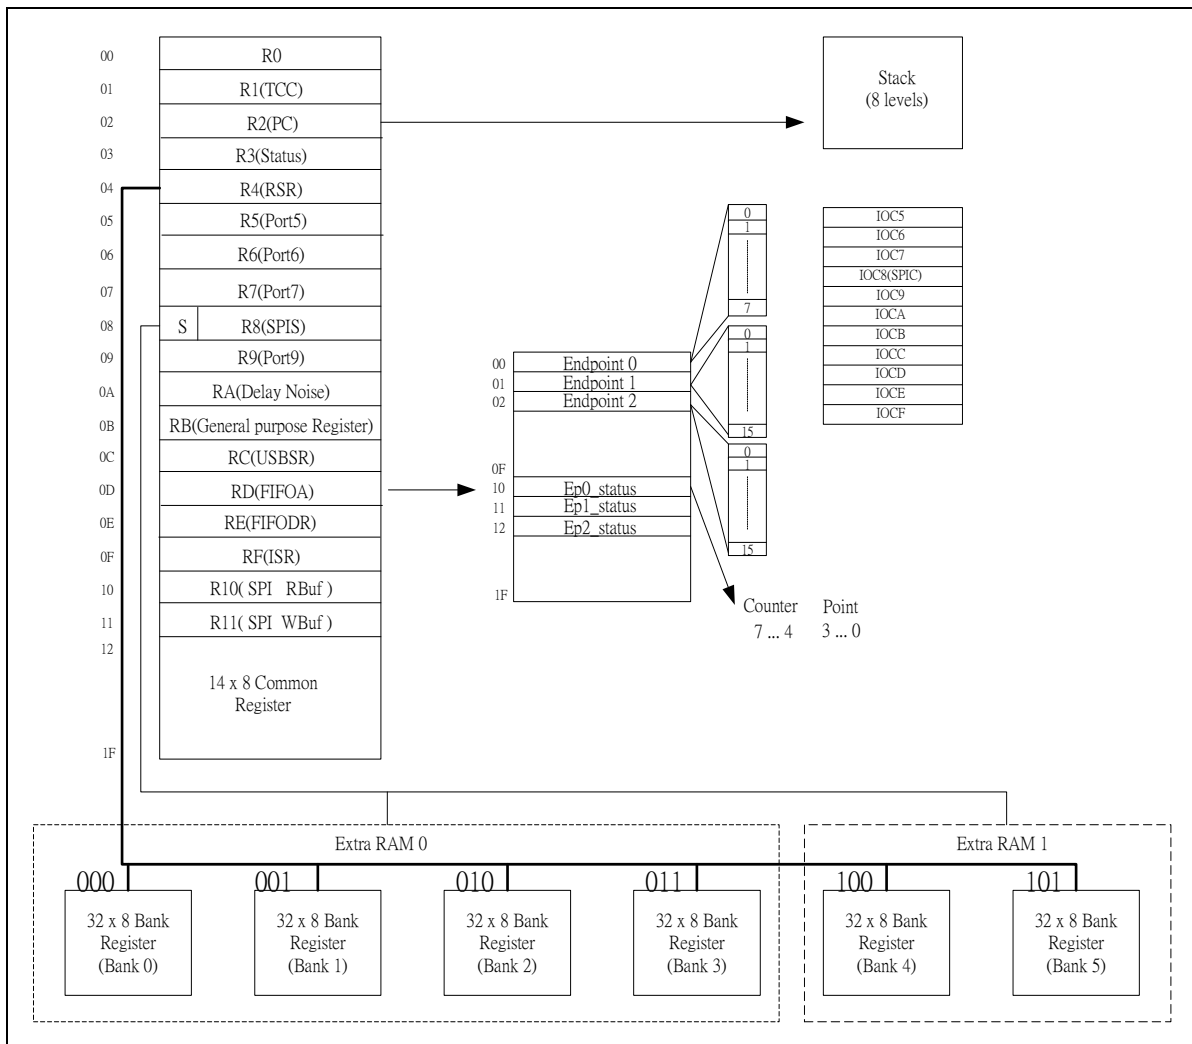 00 R0
01 R1(TCC)
02 R2(PC)
03 R3(Status)
04 R4(RSR)
05 R5(Port5)
06 R6(Port6)
07 R7(Port7)
08 S R8(SPIS)
09 R9(Port9)
0A RA(Delay Noise)
0B RB(General purpose Register)
0C RC(USBSR)
0D RD(FIFOA)
0E RE(FIFODR)
0F RF(ISR)
10 R10( SPI RBuf )
11 R11( SPI WBuf )
12
14 x 8 Common
Register
1F
Stack
(8 levels)
00 Endpoint 0
01 Endpoint 1
02 Endpoint 2
0F
10 Ep0_status
11 Ep1_status
12 Ep2_status
1F
0
1
7
0
1
15
0
1
15
Counter Point
7 ... 4 3 ... 0
IOC5
IOC6
IOC7
IOC8(SPIC)
IOC9
IOCA
IOCB
IOCC
IOCD
IOCE
IOCF
Extra RAM 0
Extra RAM 1
000
32 x 8 Bank
Register
(Bank 0)
001
32 x 8 Bank
Register
(Bank 1)
010
32 x 8 Bank
Register
(Bank 2)
011
32 x 8 Bank
Register
(Bank 3)
100
32 x 8 Bank
Register
(Bank 4)
101
32 x 8 Bank
Register
(Bank 5)